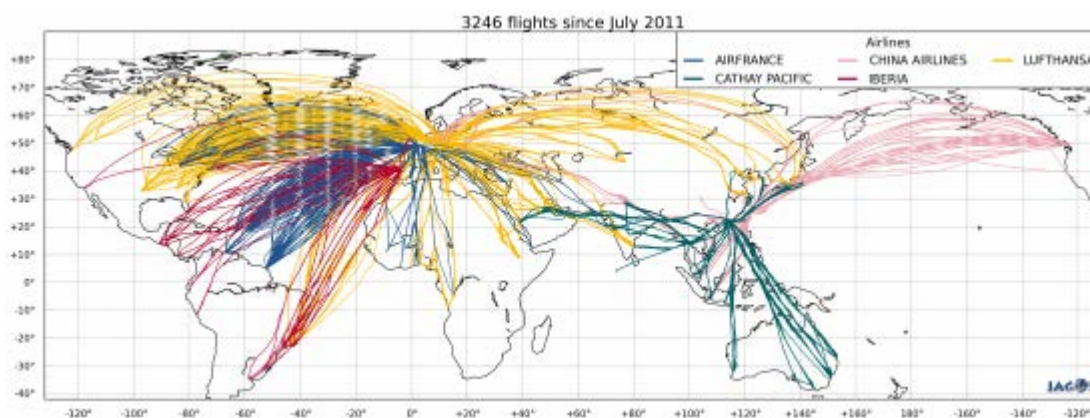 3246 flights since July 2011
Airlines
AIRFRANCE
CHINA AIRLINES
LUFTHANSA
CATHAY PACIFIC
IBERIA
+80°
+70°
+60°
+50°
+40°
+30°
+20°
+10°
0°
-10°
-20°
-30°
-40°
-120° -100° -80° -60° -40° -20° 0° +20° +40° +60° +80° +100° +120° +140° +160° -180° -160° -140° -120°